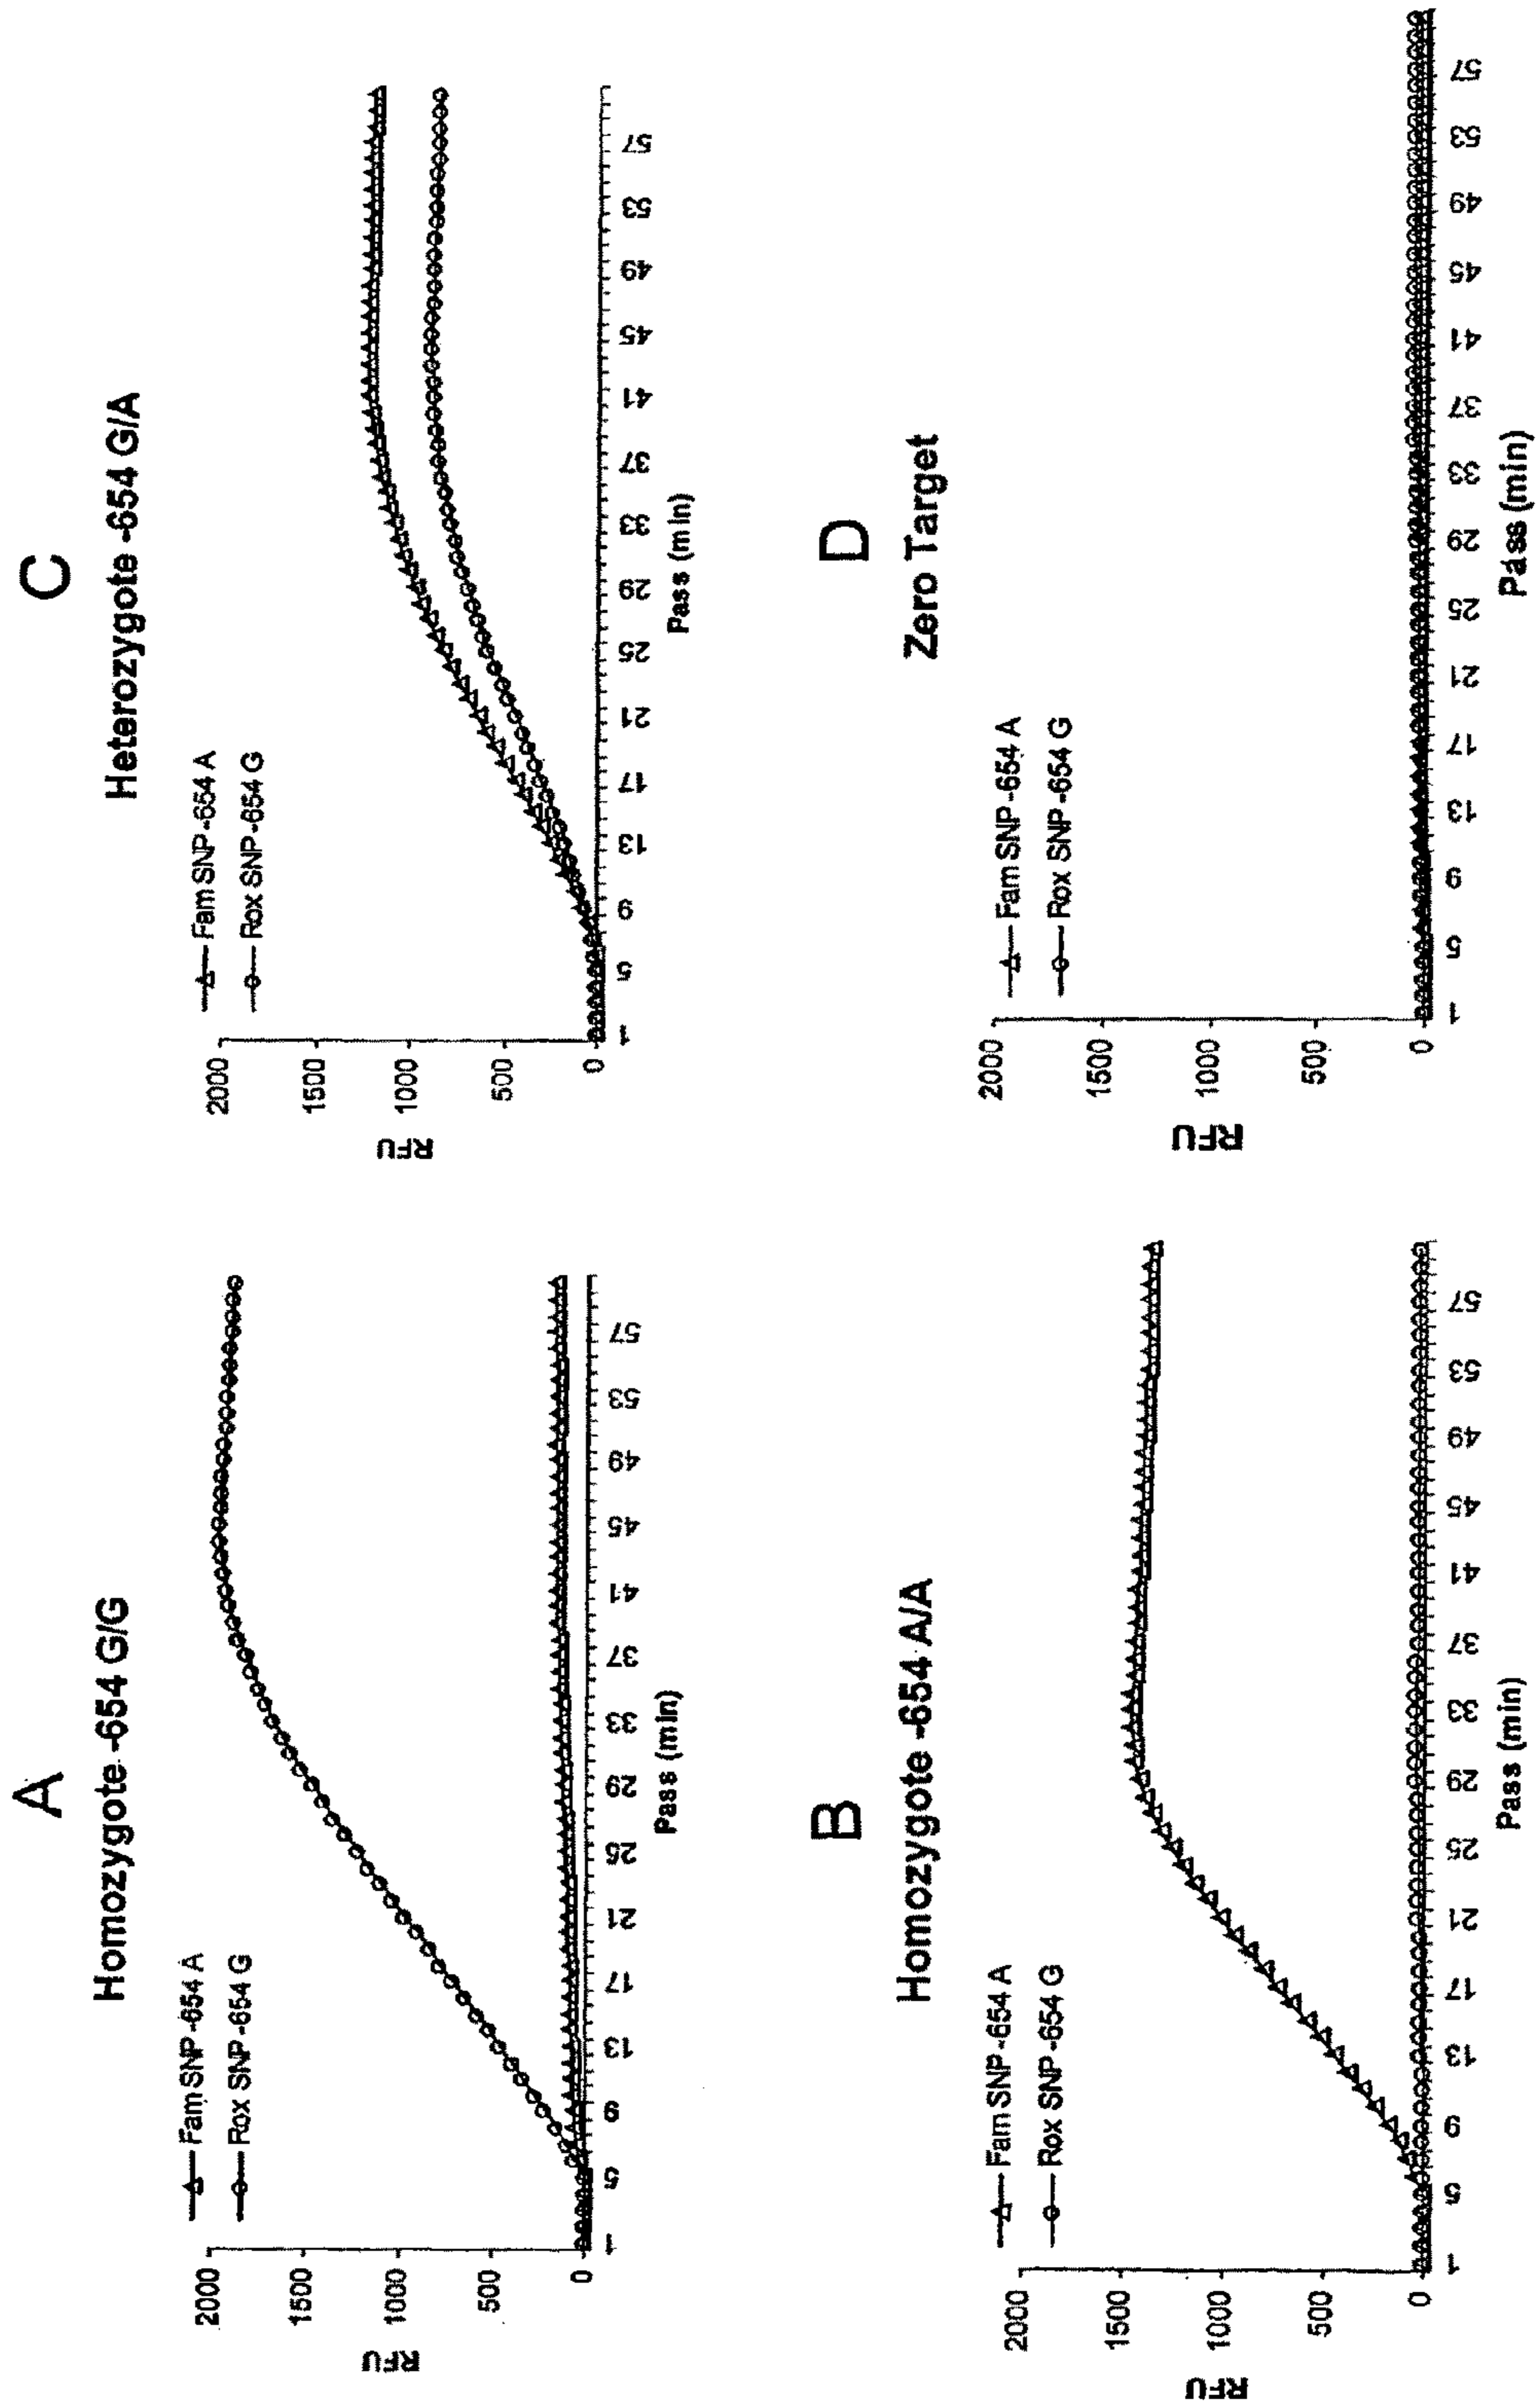 A
Homozygote -654 G/G
Fam SNP -654 A
Rox SNP -654 G
RFU
2000
1500
1000
500
0
1 5 9 13 17 21 25 29 33 37 41 45 49 53 57
Pass (min)
C
Heterozygote -654 G/A
Fam SNP -654 A
Rox SNP -654 G
RFU
2000
1500
1000
500
0
1 5 9 13 17 21 25 29 33 37 41 45 49 53 57
Pass (min)
B
Homozygote -654 A/A
Fam SNP -654 A
Rox SNP -654 G
RFU
2000
1500
1000
500
0
1 5 9 13 17 21 25 29 33 37 41 45 49 53 57
Pass (min)
D
Zero Target
Fam SNP -654 A
Rox SNP -654 G
RFU
2000
1500
1000
500
0
1 5 9 13 17 21 25 29 33 37 41 45 49 53 57
Pass (min)